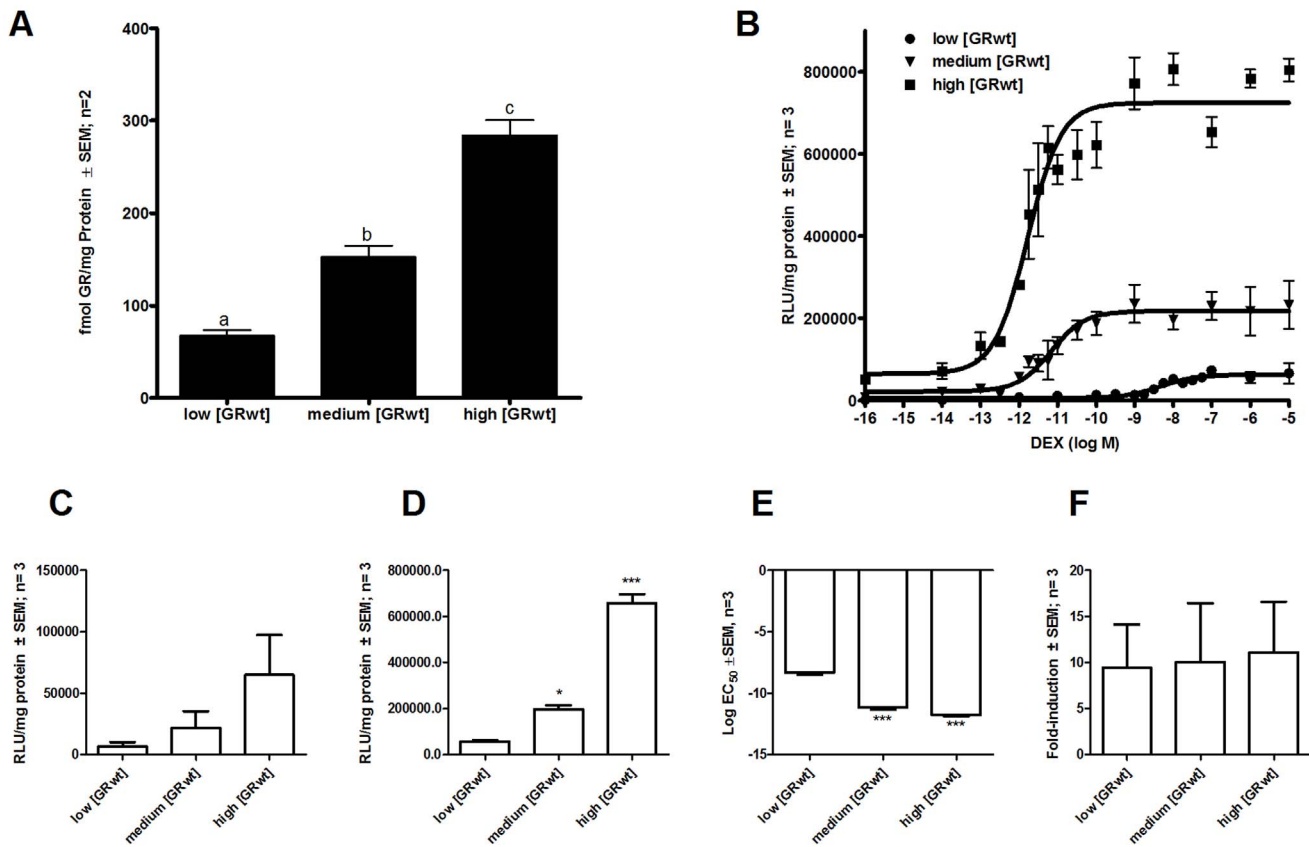 A
fmol GR/mg Protein ± SEM; n=2
400
300
200
100
0
a
b
c
low [GRwt]
medium [GRwt]
high [GRwt]
B
low [GRwt]
medium [GRwt]
high [GRwt]
RLU/mg protein ± SEM; n= 3
800000
600000
400000
200000
0
-16 -14 -13 -12 -11 -10 -9 -8 -7 -6 -5
DEX (log M)
C
RLU/mg protein ± SEM; n= 3
150000
100000
50000
0
low [GRwt]
medium [GRwt]
high [GRwt]
D
RLU/mg protein ± SEM; n= 3
800000.0
600000.0
400000.0
200000.0
0.0
*
***
low [GRwt]
medium [GRwt]
high [GRwt]
E
Log EC50 ±SEM, n=3
0
-5
-10
-15
***
***
low [GRwt]
medium [GRwt]
high [GRwt]
F
Fold-induction ± SEM; n= 3
20
15
10
5
0
low [GRwt]
medium [GRwt]
high [GRwt]